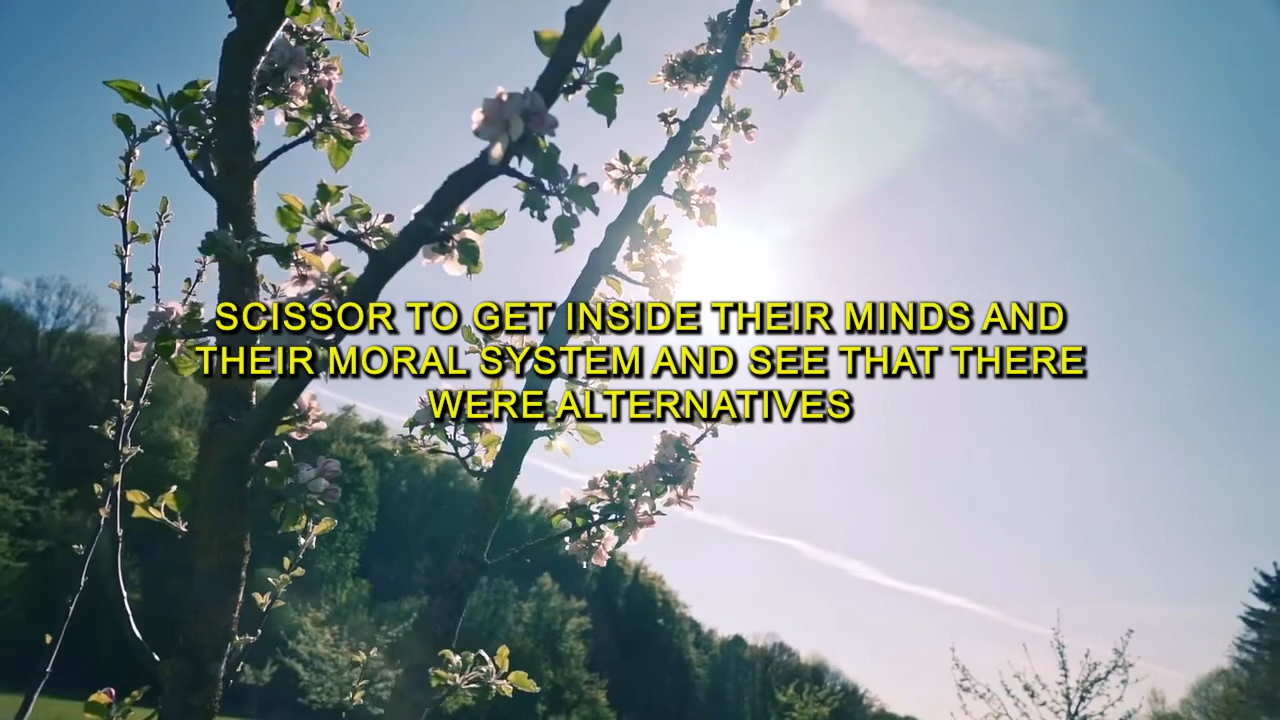 SCISSOR TO GET INSIDE THEIR MINDS AND
THEIR MORAL SYSTEM AND SEE THAT THERE
WERE ALTERNATIVES